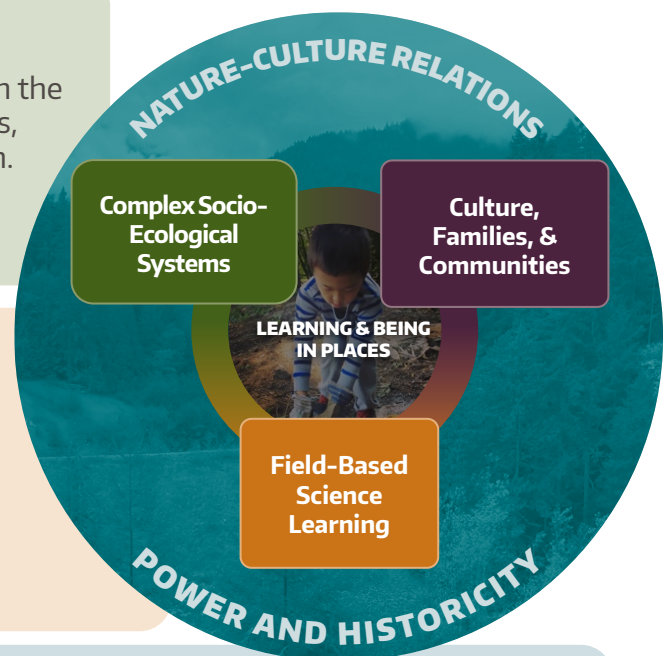 n the
s,
n.
NATURE-CULTURE RELATIONS
Complex Socio-
Ecological
Systems
Culture,
Families, &
Communities
LEARNING & BEING
IN PLACES
Field-Based
Science
Learning
POWER AND HISTORICITY